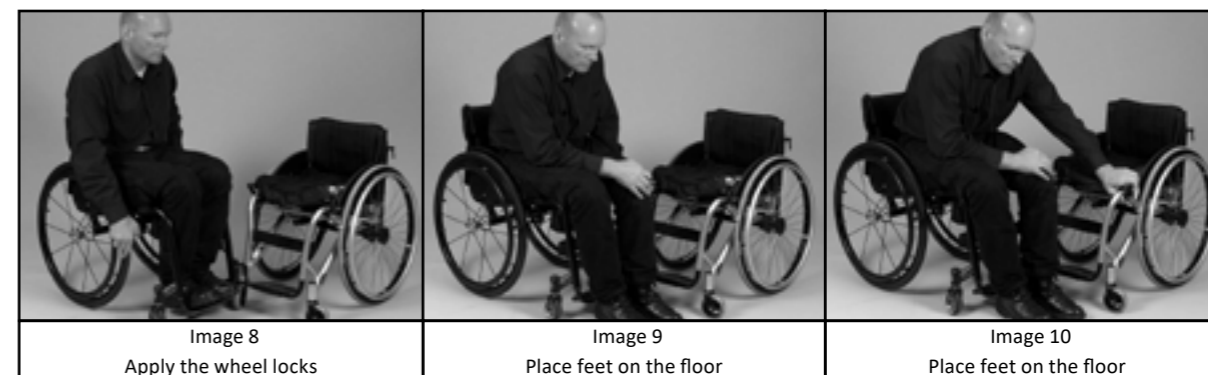 Image 8
Apply the wheel locks
Image 9
Place feet on the floor
Image 10
Place feet on the floor